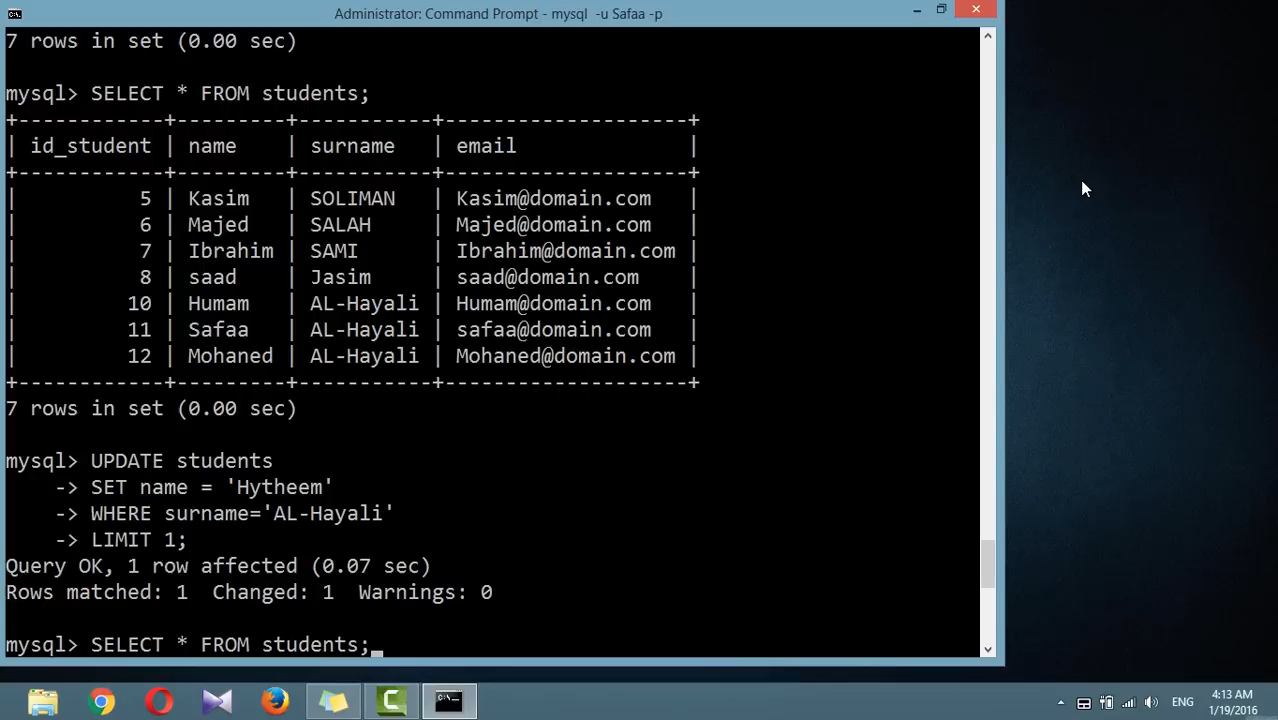 Administrator: Command Prompt - mysql -u Safaa -p
7 rows in set (0.00 sec)
mysql> SELECT * FROM students;
+------------+---------+-----------+--------------------+
| id_student | name    | surname   | email              |
+------------+---------+-----------+--------------------+
|          5 | Kasim   | SOLIMAN   | Kasim@domain.com   |
|          6 | Majed   | SALAH     | Majed@domain.com   |
|          7 | Ibrahim | SAMI      | Ibrahim@domain.com |
|          8 | saad    | Jasim     | saad@domain.com    |
|         10 | Humam   | AL-Hayali | Humam@domain.com   |
|         11 | Safaa   | AL-Hayali | safaa@domain.com   |
|         12 | Mohaned | AL-Hayali | Mohaned@domain.com |
+------------+---------+-----------+--------------------+
7 rows in set (0.00 sec)
mysql> UPDATE students
    -> SET name = 'Hytheem'
    -> WHERE surname='AL-Hayali'
    -> LIMIT 1;
Query OK, 1 row affected (0.07 sec)
Rows matched: 1  Changed: 1  Warnings: 0
mysql> SELECT * FROM students;
ENG
4:13 AM
1/19/2016